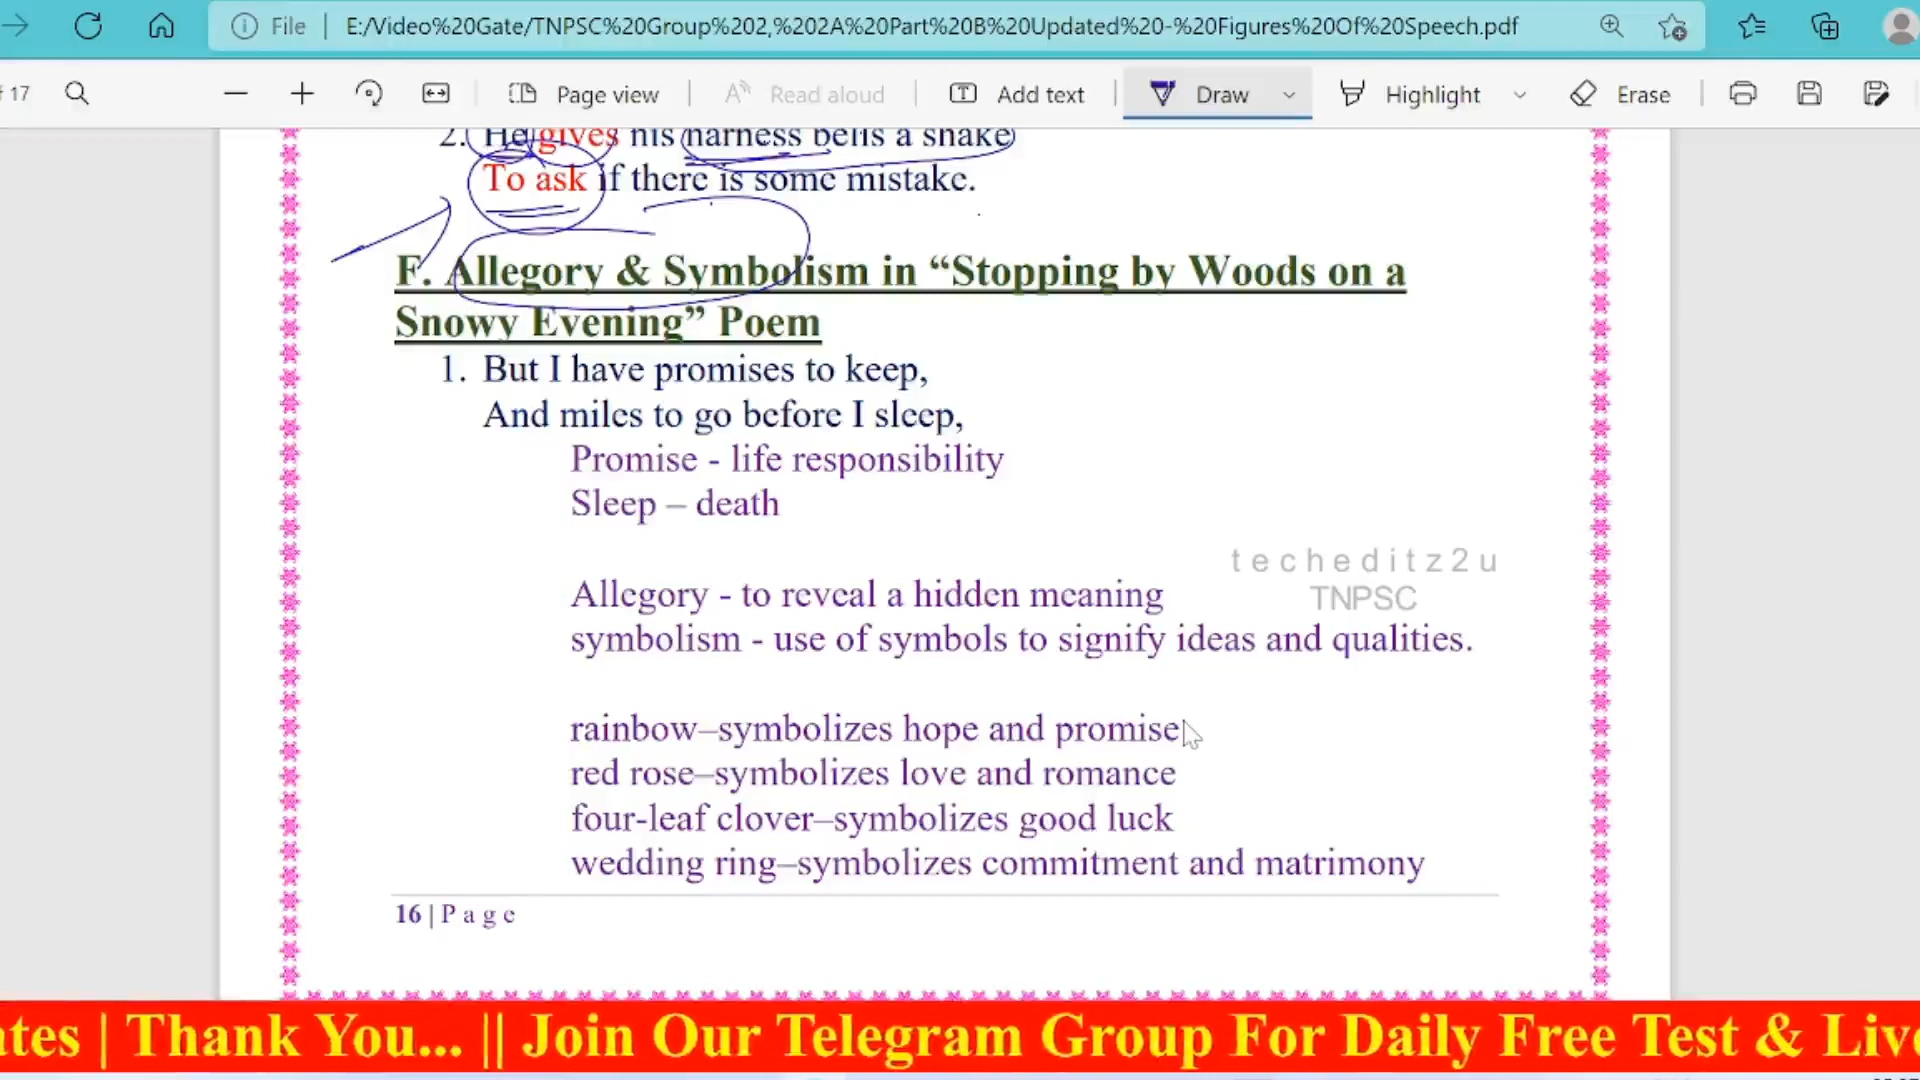 File | E:/Video%20Gate/TNPSC%20Group%202,%202A%20Part%20B%20Updated%20-%20Figures%20Of%20Speech.pdf
17
Page view | Read aloud | Add text | Draw Highlight Erase
2. He gives his harness bells a shake
To ask if there is some mistake.
F. Allegory & Symbolism in “Stopping by Woods on a
Snowy Evening” Poem
1. But I have promises to keep,
And miles to go before I sleep,
Promise - life responsibility
Sleep – death
techeditz2u
TNPSC
Allegory - to reveal a hidden meaning
symbolism - use of symbols to signify ideas and qualities.
rainbow–symbolizes hope and promise
red rose–symbolizes love and romance
four-leaf clover–symbolizes good luck
wedding ring–symbolizes commitment and matrimony
16 | Page
ates | Thank You... || Join Our Telegram Group For Daily Free Test & Live